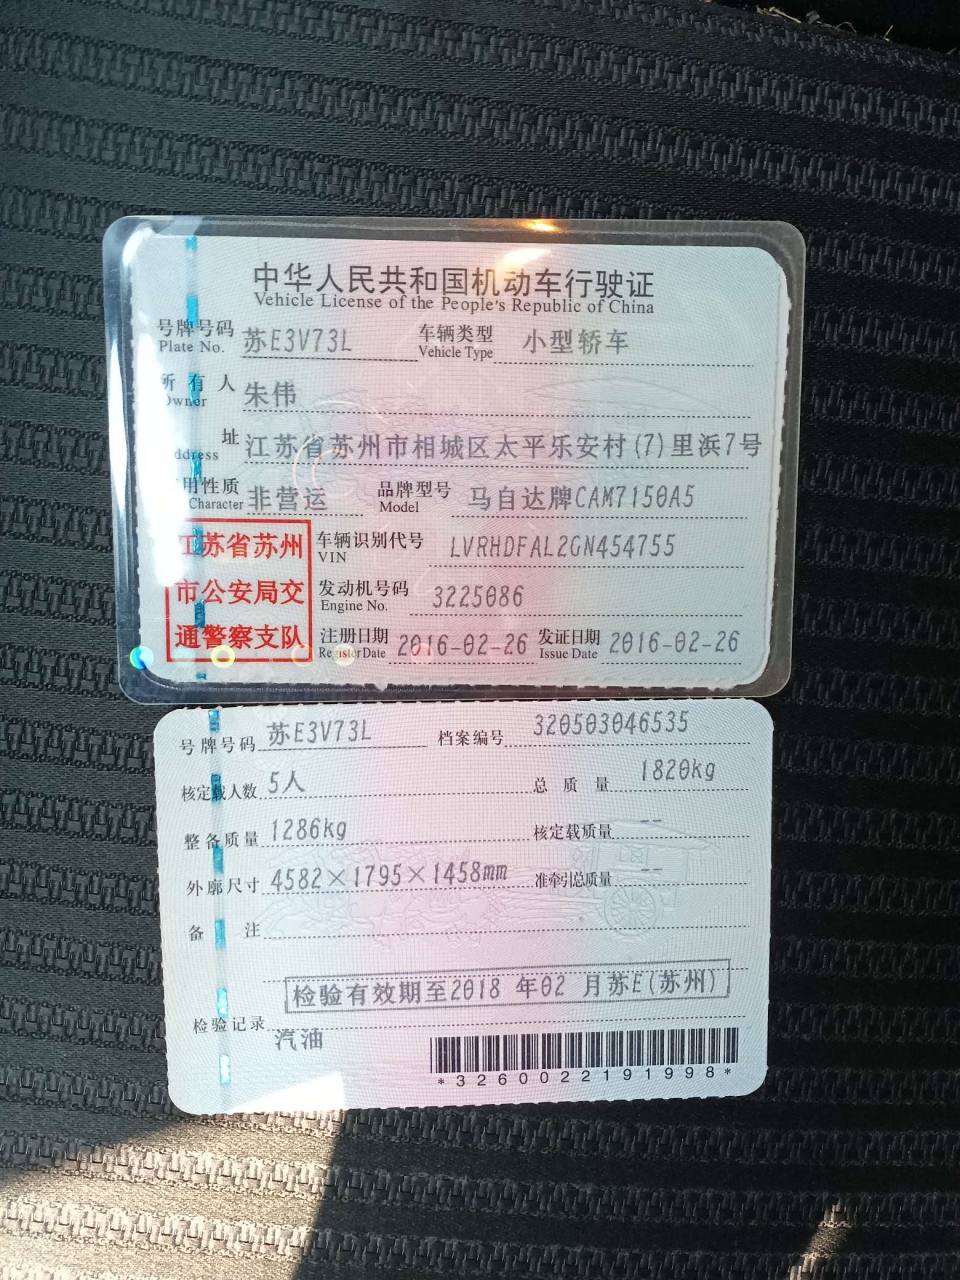 中华人民共和国机动车行驶证
Vehicle License of the People's Republic of China
号牌号码 苏E3V73L 车辆类型 小型轿车
Plate No. Vehicle Type
所有人 朱伟
Owner
址 江苏省苏州市相城区太平乐安村(7)里浜7号
ddress
用性质 非营运 品牌型号 马自达牌CAM7150A5
Character Model
江苏省苏州 车辆识别代号 LVRHDFAL2GN454755
VIN
市公安局交 发动机号码 3225086
Engine No.
通警察支队 注册日期 2016-02-26 发证日期 2016-02-26
Register Date Issue Date
号牌号码 苏E3V73L 档案编号 320503046535
核定载人数 5人 总质量 1820kg
整备质量 1286kg 核定载质量 --
外廓尺寸 4582×1795×1458mm 准牵引总质量 --
备注
检验有效期至2018 年02 月苏E(苏州)
检验记录
汽油
*3260022191998*